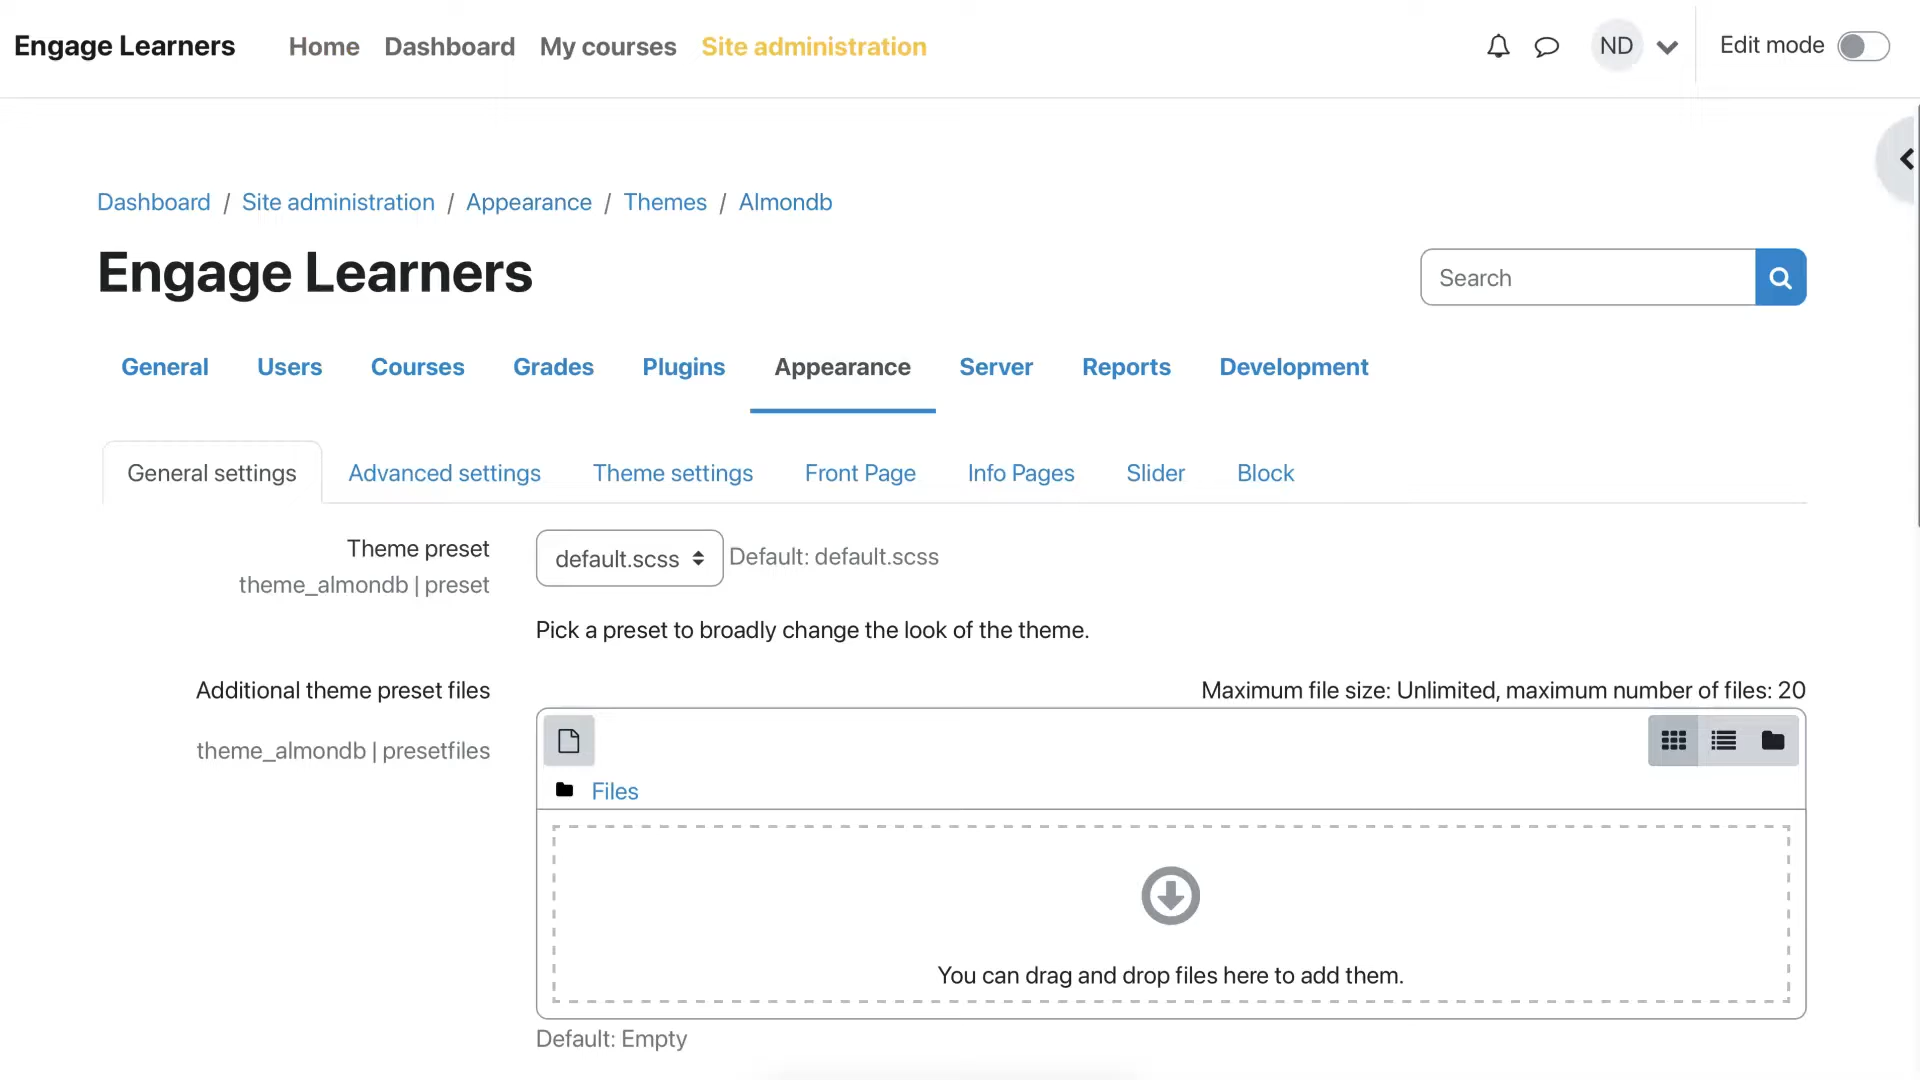 Engage Learners Home Dashboard My courses Site administration ND Edit mode
Dashboard / Site administration / Appearance / Themes / Almondb
Engage Learners
Search
General Users Courses Grades Plugins Appearance Server Reports Development
General settings Advanced settings Theme settings Front Page Info Pages Slider Block
Theme preset
theme_almondb | preset
default.scss Default: default.scss
Pick a preset to broadly change the look of the theme.
Additional theme preset files
theme_almondb | presetfiles
Maximum file size: Unlimited, maximum number of files: 20
Files
You can drag and drop files here to add them.
Default: Empty